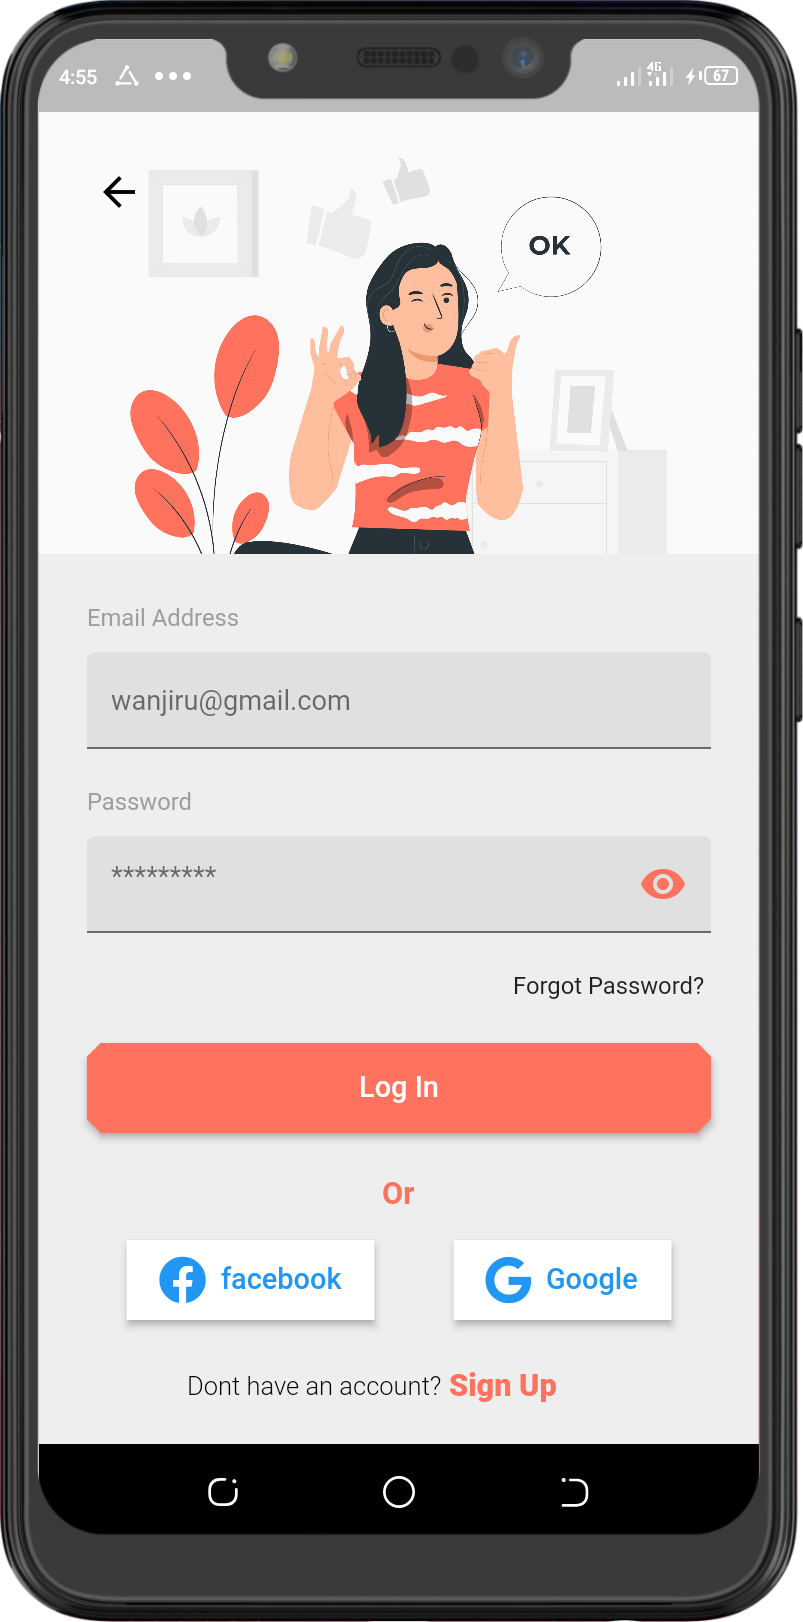 4:55 4G 67
OK
Email Address
wanjiru@gmail.com
Password
*********
Forgot Password?
Log In
Or
facebook Google
Dont have an account? Sign Up